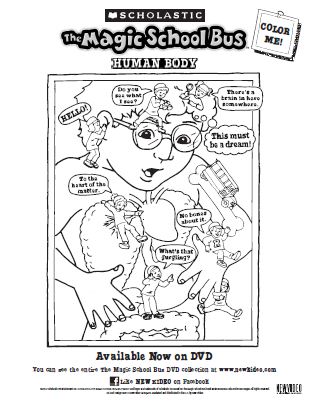 SCHOLASTIC
COLOR
ME!
The Magic School Bus
HUMAN BODY
Do you
see what
I see?
There's a
brain in here
somewhere.
HELLO!
This must
be a dream!
To the
heart of the
matter.
No bones
about it.
What's that
gurgling?
Available Now on DVD
You can see the entire The Magic School Bus DVD collection at www.newkideo.com.
f Like NEW KIDEO on Facebook
NEWVIDEO